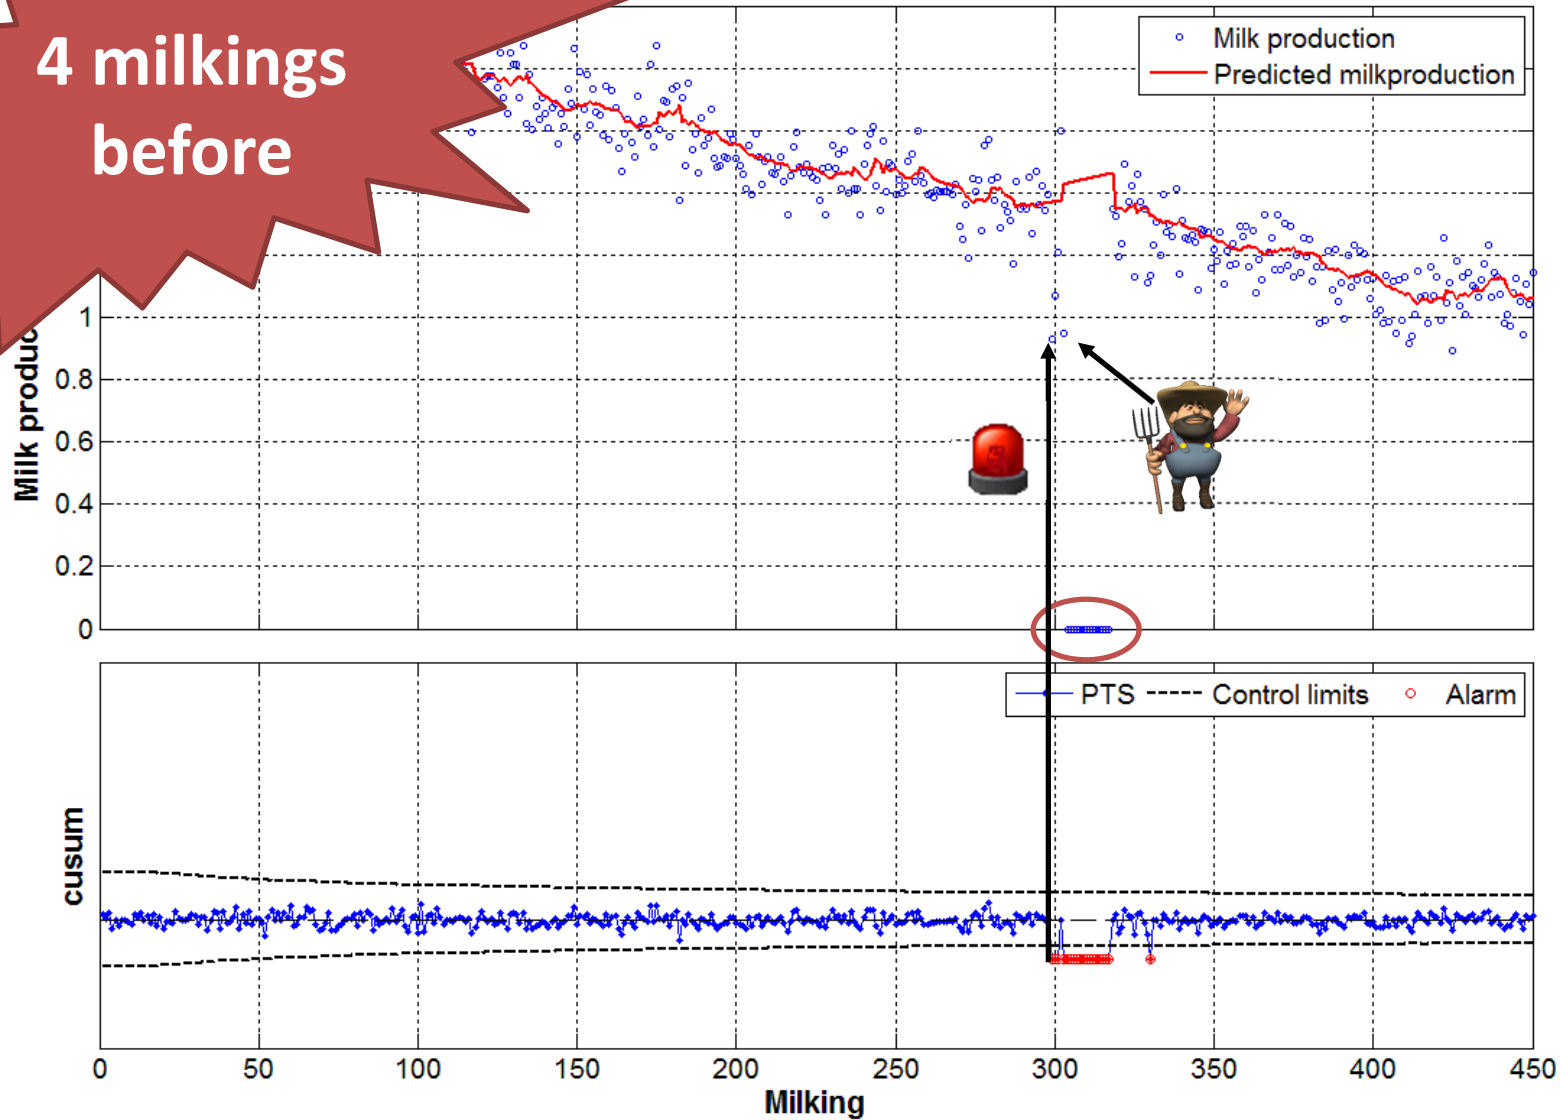 4 milkings
before
Milk production
Predicted milkproduction
Milk produc
1
0.8
0.6
0.4
0.2
0
PTS Control limits Alarm
cusum
0 50 100 150 200 250 300 350 400 450
Milking